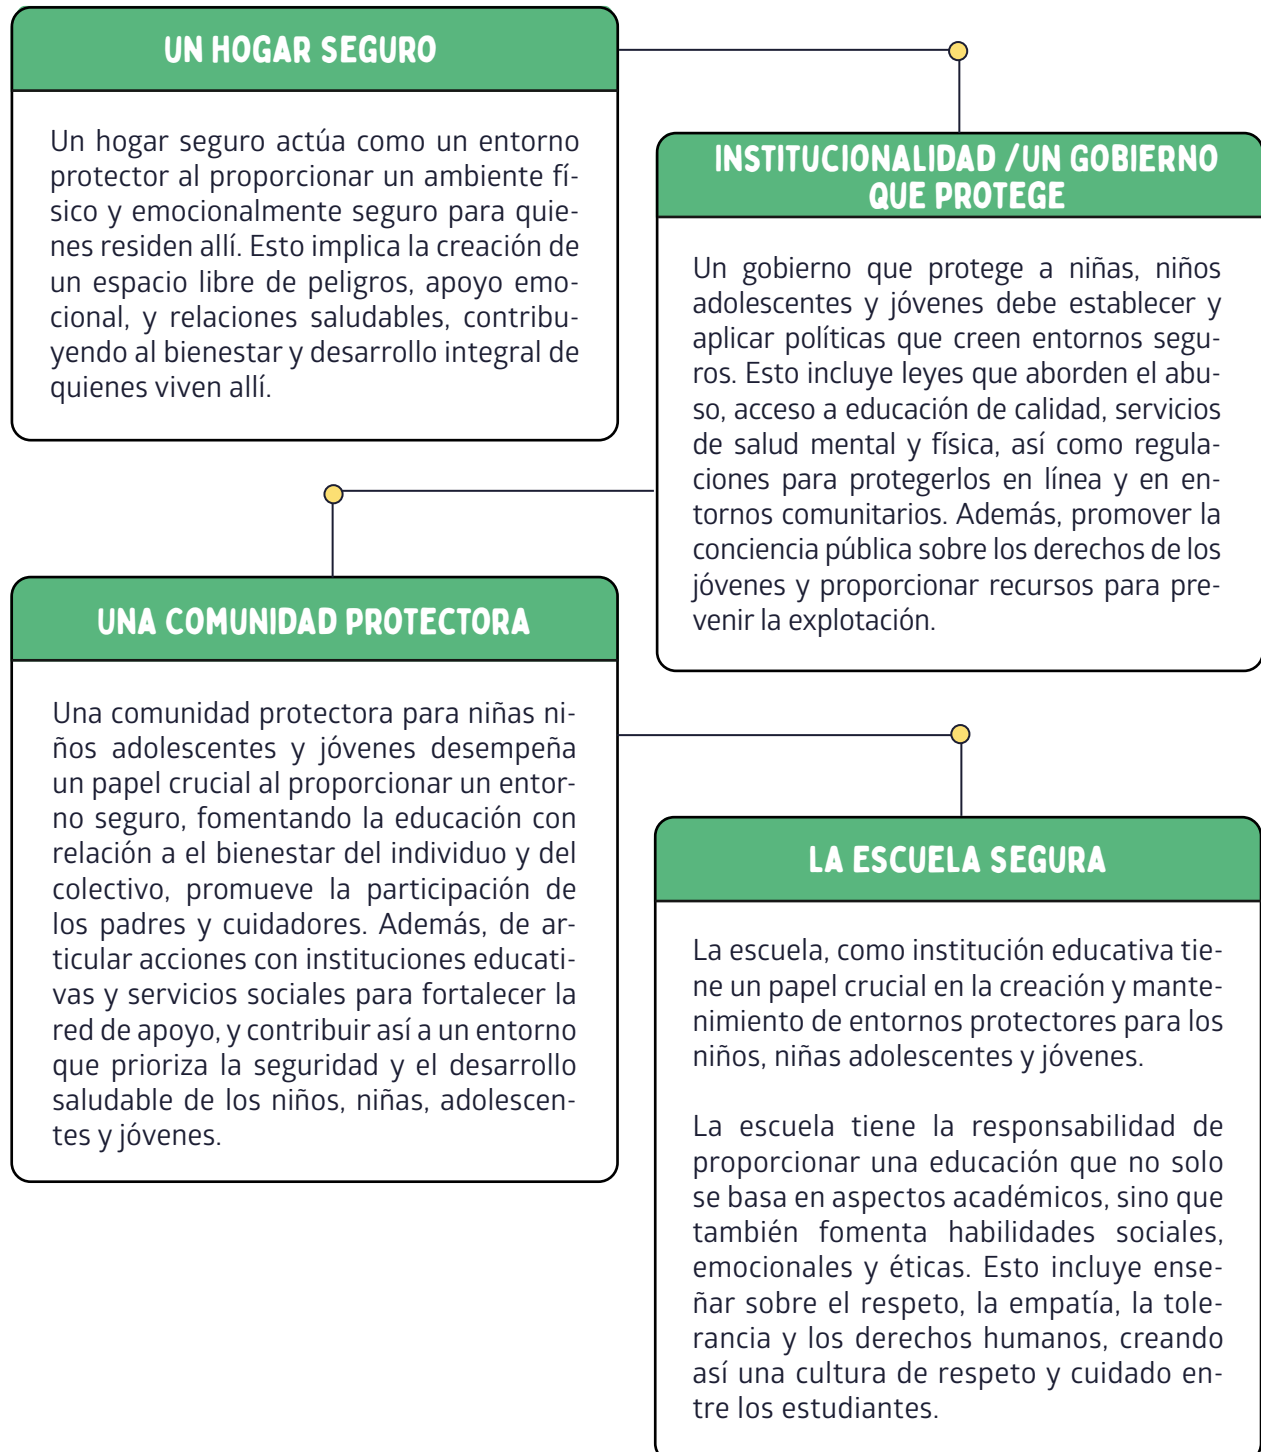 UN HOGAR SEGURO
Un hogar seguro actúa como un entorno
protector al proporcionar un ambiente fí-
sico y emocionalmente seguro para quie-
nes residen allí. Esto implica la creación de
un espacio libre de peligros, apoyo emo-
cional, y relaciones saludables, contribu-
yendo al bienestar y desarrollo integral de
quienes viven allí.
INSTITUCIONALIDAD /UN GOBIERNO
QUE PROTEGE
Un gobierno que protege a niñas, niños
adolescentes y jóvenes debe establecer y
aplicar políticas que creen entornos segu-
ros. Esto incluye leyes que aborden el abu-
so, acceso a educación de calidad, servicios
de salud mental y física, así como regula-
ciones para protegerlos en línea y en en-
tornos comunitarios. Además, promover la
conciencia pública sobre los derechos de los
jóvenes y proporcionar recursos para pre-
venir la explotación.
UNA COMUNIDAD PROTECTORA
Una comunidad protectora para niñas ni-
ños adolescentes y jóvenes desempeña
un papel crucial al proporcionar un entor-
no seguro, fomentando la educación con
relación a el bienestar del individuo y del
colectivo, promueve la participación de
los padres y cuidadores. Además, de ar-
ticular acciones con instituciones educati-
vas y servicios sociales para fortalecer la
red de apoyo, y contribuir así a un entorno
que prioriza la seguridad y el desarrollo
saludable de los niños, niñas, adolescen-
tes y jóvenes.
LA ESCUELA SEGURA
La escuela, como institución educativa tie-
ne un papel crucial en la creación y mante-
nimiento de entornos protectores para los
niños, niñas adolescentes y jóvenes.
La escuela tiene la responsabilidad de
proporcionar una educación que no solo
se basa en aspectos académicos, sino que
también fomenta habilidades sociales,
emocionales y éticas. Esto incluye ense-
ñar sobre el respeto, la empatía, la tole-
rancia y los derechos humanos, creando
así una cultura de respeto y cuidado en-
tre los estudiantes.